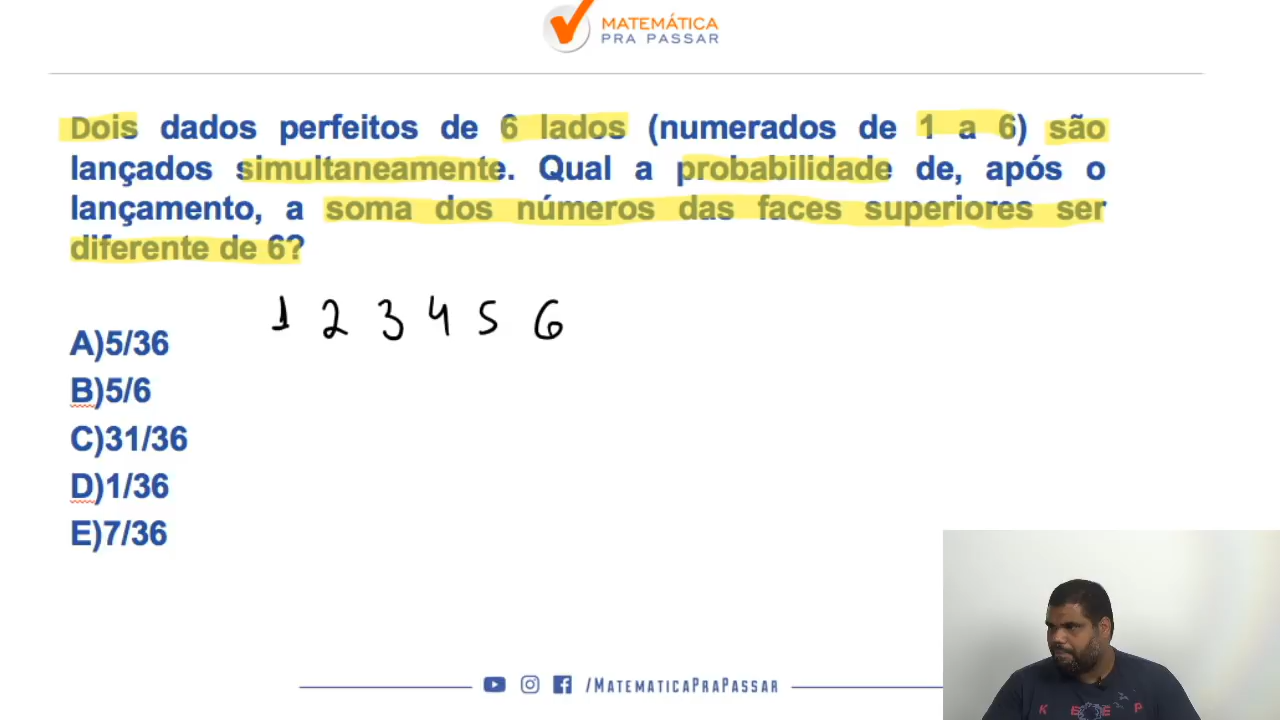 MATEMÁTICA
PRA PASSAR
Dois dados perfeitos de 6 lados (numerados de 1 a 6) são
lançados simultaneamente. Qual a probabilidade de, após o
lançamento, a soma dos números das faces superiores ser
diferente de 6?
1 2 3 4 5 6
A)5/36
B)5/6
C)31/36
D)1/36
E)7/36
K E E P
/MATEMATICAPRAPASSAR